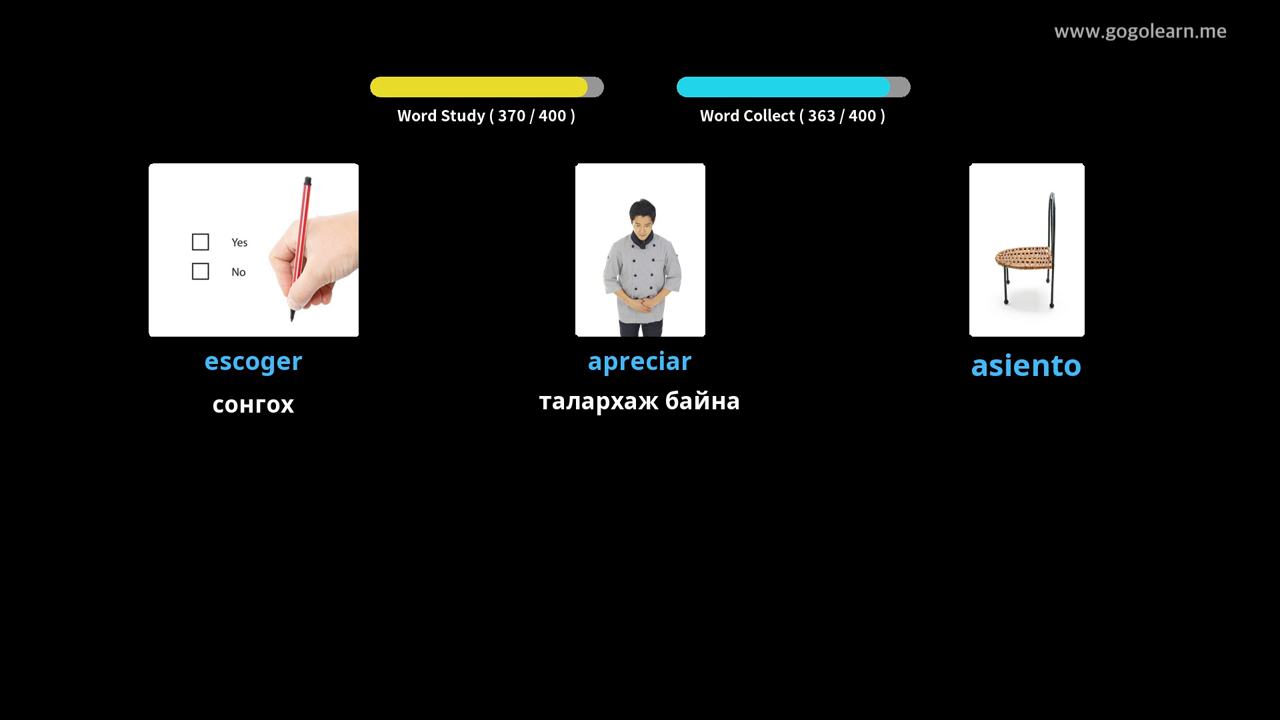 www.gogolearn.me
Word Study ( 370 / 400 )
Word Collect ( 363 / 400 )
Yes
No
escoger
apreciar
asiento
сонгох
талархаж байна